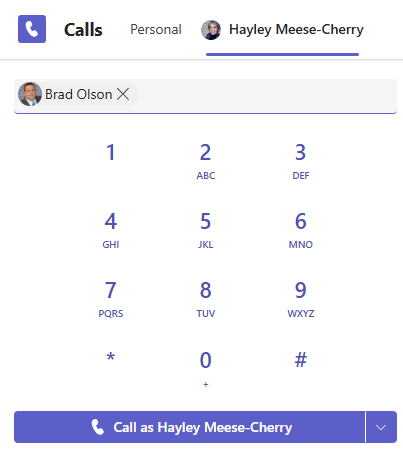 Calls Personal Hayley Meese-Cherry
Brad Olson
1 2 3
ABC DEF
4 5 6
GHI JKL MNO
7 8 9
PQRS TUV WXYZ
* 0 #
+
Call as Hayley Meese-Cherry